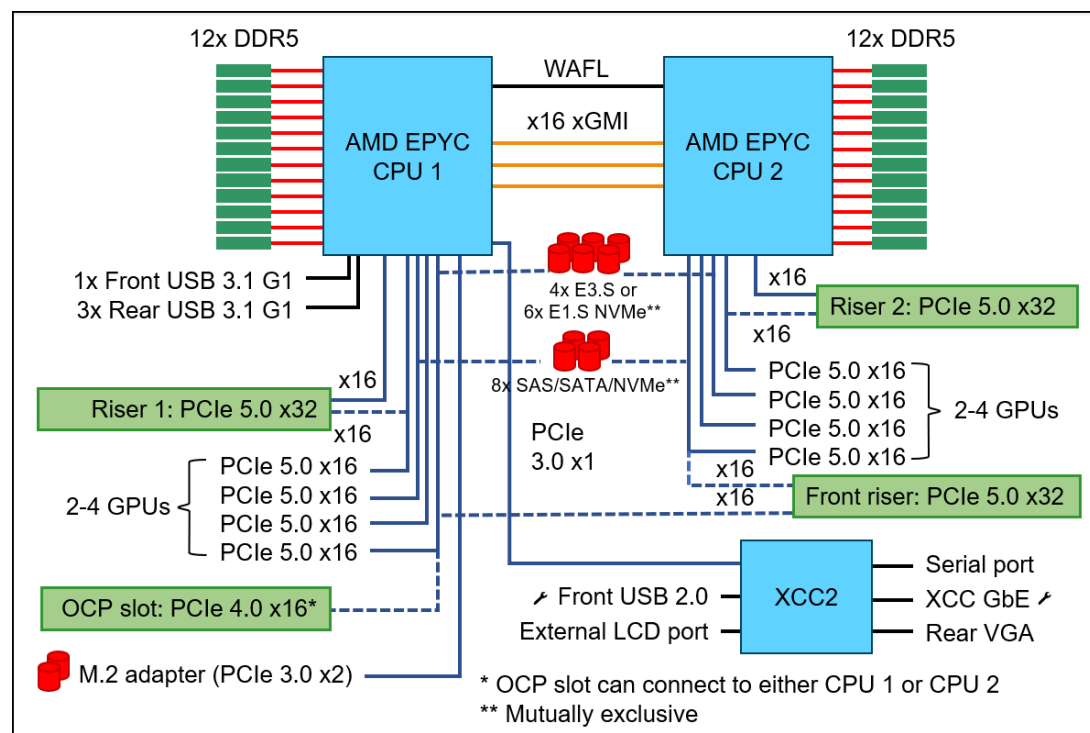 12x DDR5
12x DDR5
WAFL
x16 xGMI
AMD EPYC
CPU 1
AMD EPYC
CPU 2
1x Front USB 3.1 G1
3x Rear USB 3.1 G1
4x E3.S or
6x E1.S NVMe**
x16
Riser 2: PCIe 5.0 x32
x16
8x SAS/SATA/NVMe**
x16
Riser 1: PCIe 5.0 x32
x16
PCIe
3.0 x1
PCIe 5.0 x16
PCIe 5.0 x16
PCIe 5.0 x16
PCIe 5.0 x16
2-4 GPUs
PCIe 5.0 x16
PCIe 5.0 x16
PCIe 5.0 x16
PCIe 5.0 x16
2-4 GPUs
x16
x16
Front riser: PCIe 5.0 x32
OCP slot: PCIe 4.0 x16*
Front USB 2.0
External LCD port
XCC2
Serial port
XCC GbE
Rear VGA
M.2 adapter (PCIe 3.0 x2)
* OCP slot can connect to either CPU 1 or CPU 2
** Mutually exclusive